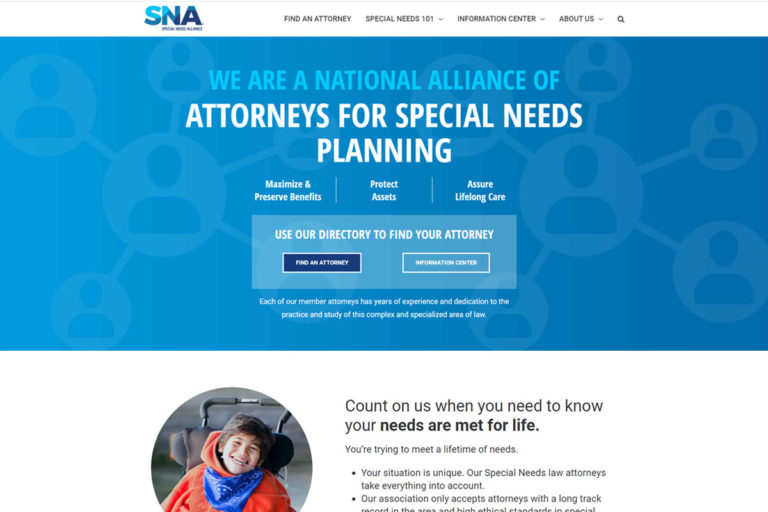 SNA
SPECIAL NEEDS ALLIANCE
FIND AN ATTORNEY SPECIAL NEEDS 101 INFORMATION CENTER ABOUT US
WE ARE A NATIONAL ALLIANCE OF
ATTORNEYS FOR SPECIAL NEEDS
PLANNING
Maximize & Protect Assure
Preserve Benefits Assets Lifelong Care
USE OUR DIRECTORY TO FIND YOUR ATTORNEY
FIND AN ATTORNEY INFORMATION CENTER
Each of our member attorneys has years of experience and dedication to the
practice and study of this complex and specialized area of law.
Count on us when you need to know
your needs are met for life.
You're trying to meet a lifetime of needs.
• Your situation is unique. Our Special Needs law attorneys
take everything into account.
• Our association only accepts attorneys with a long track
record in the area and high ethical standards in special